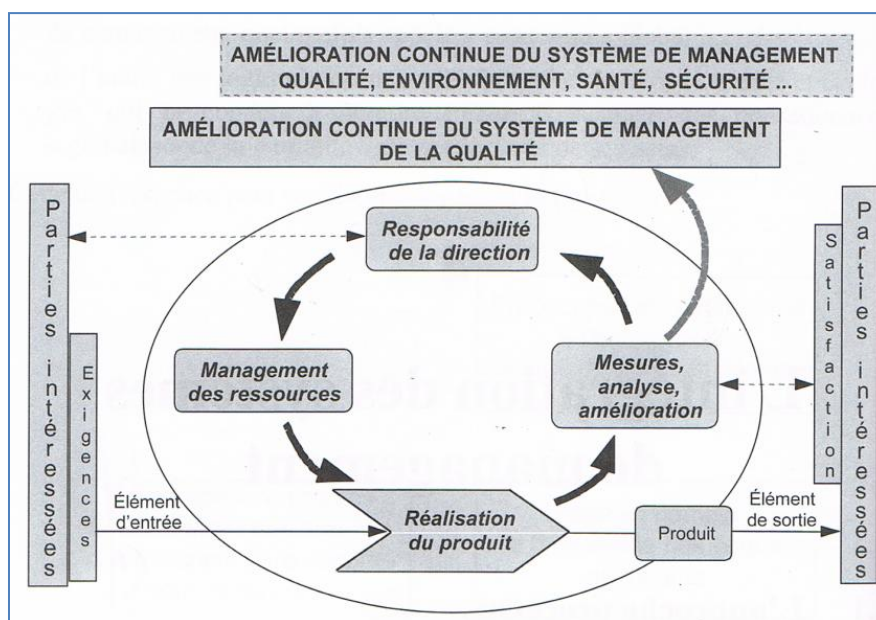 AMÉLIORATION CONTINUE DU SYSTÈME DE MANAGEMENT
QUALITÉ, ENVIRONNEMENT, SANTÉ, SÉCURITÉ ...
AMÉLIORATION CONTINUE DU SYSTÈME DE MANAGEMENT
DE LA QUALITÉ
Parties intéressées
Exigences
Responsabilité
de la direction
Management
des ressources
Mesures,
analyse,
amélioration
Satisfaction
Parties intéressées
Élément
d'entrée
Réalisation
du produit
Produit
Élément
de sortie